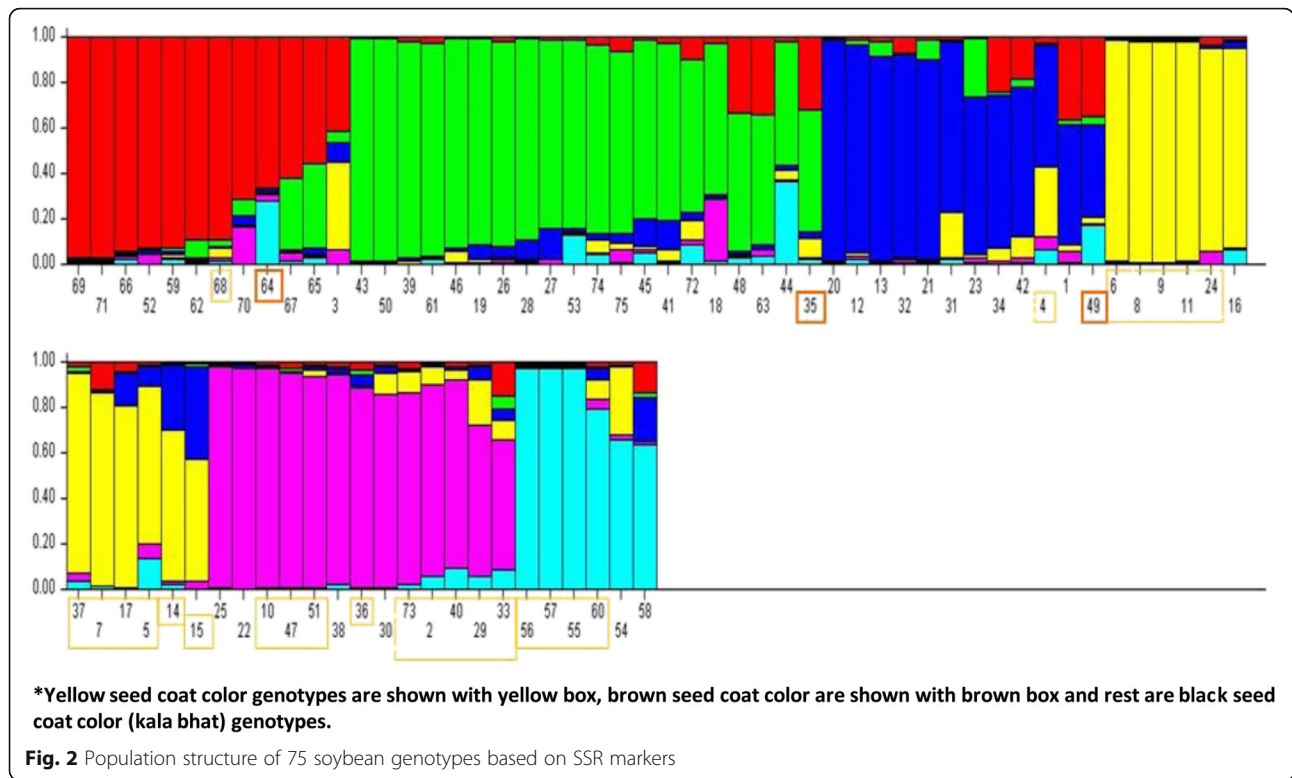 1.00
0.80
0.60
0.40
0.20
0.00
69 66 59 68 64 65 43 39 46 26 27 74 45 72 48 44 20 13 21 23 42 1 6 9 24
71 52 62 70 67 3 50 61 19 28 53 75 41 18 63 35 12 32 31 34 4 49 8 11 16
1.00
0.80
0.60
0.40
0.20
0.00
37 17 14 25 10 51 36 73 40 33 57 60 58
7 5 15 22 47 38 30 2 29 56 55 54
*Yellow seed coat color genotypes are shown with yellow box, brown seed coat color are shown with brown box and rest are black seed
coat color (kala bhat) genotypes.
Fig. 2 Population structure of 75 soybean genotypes based on SSR markers